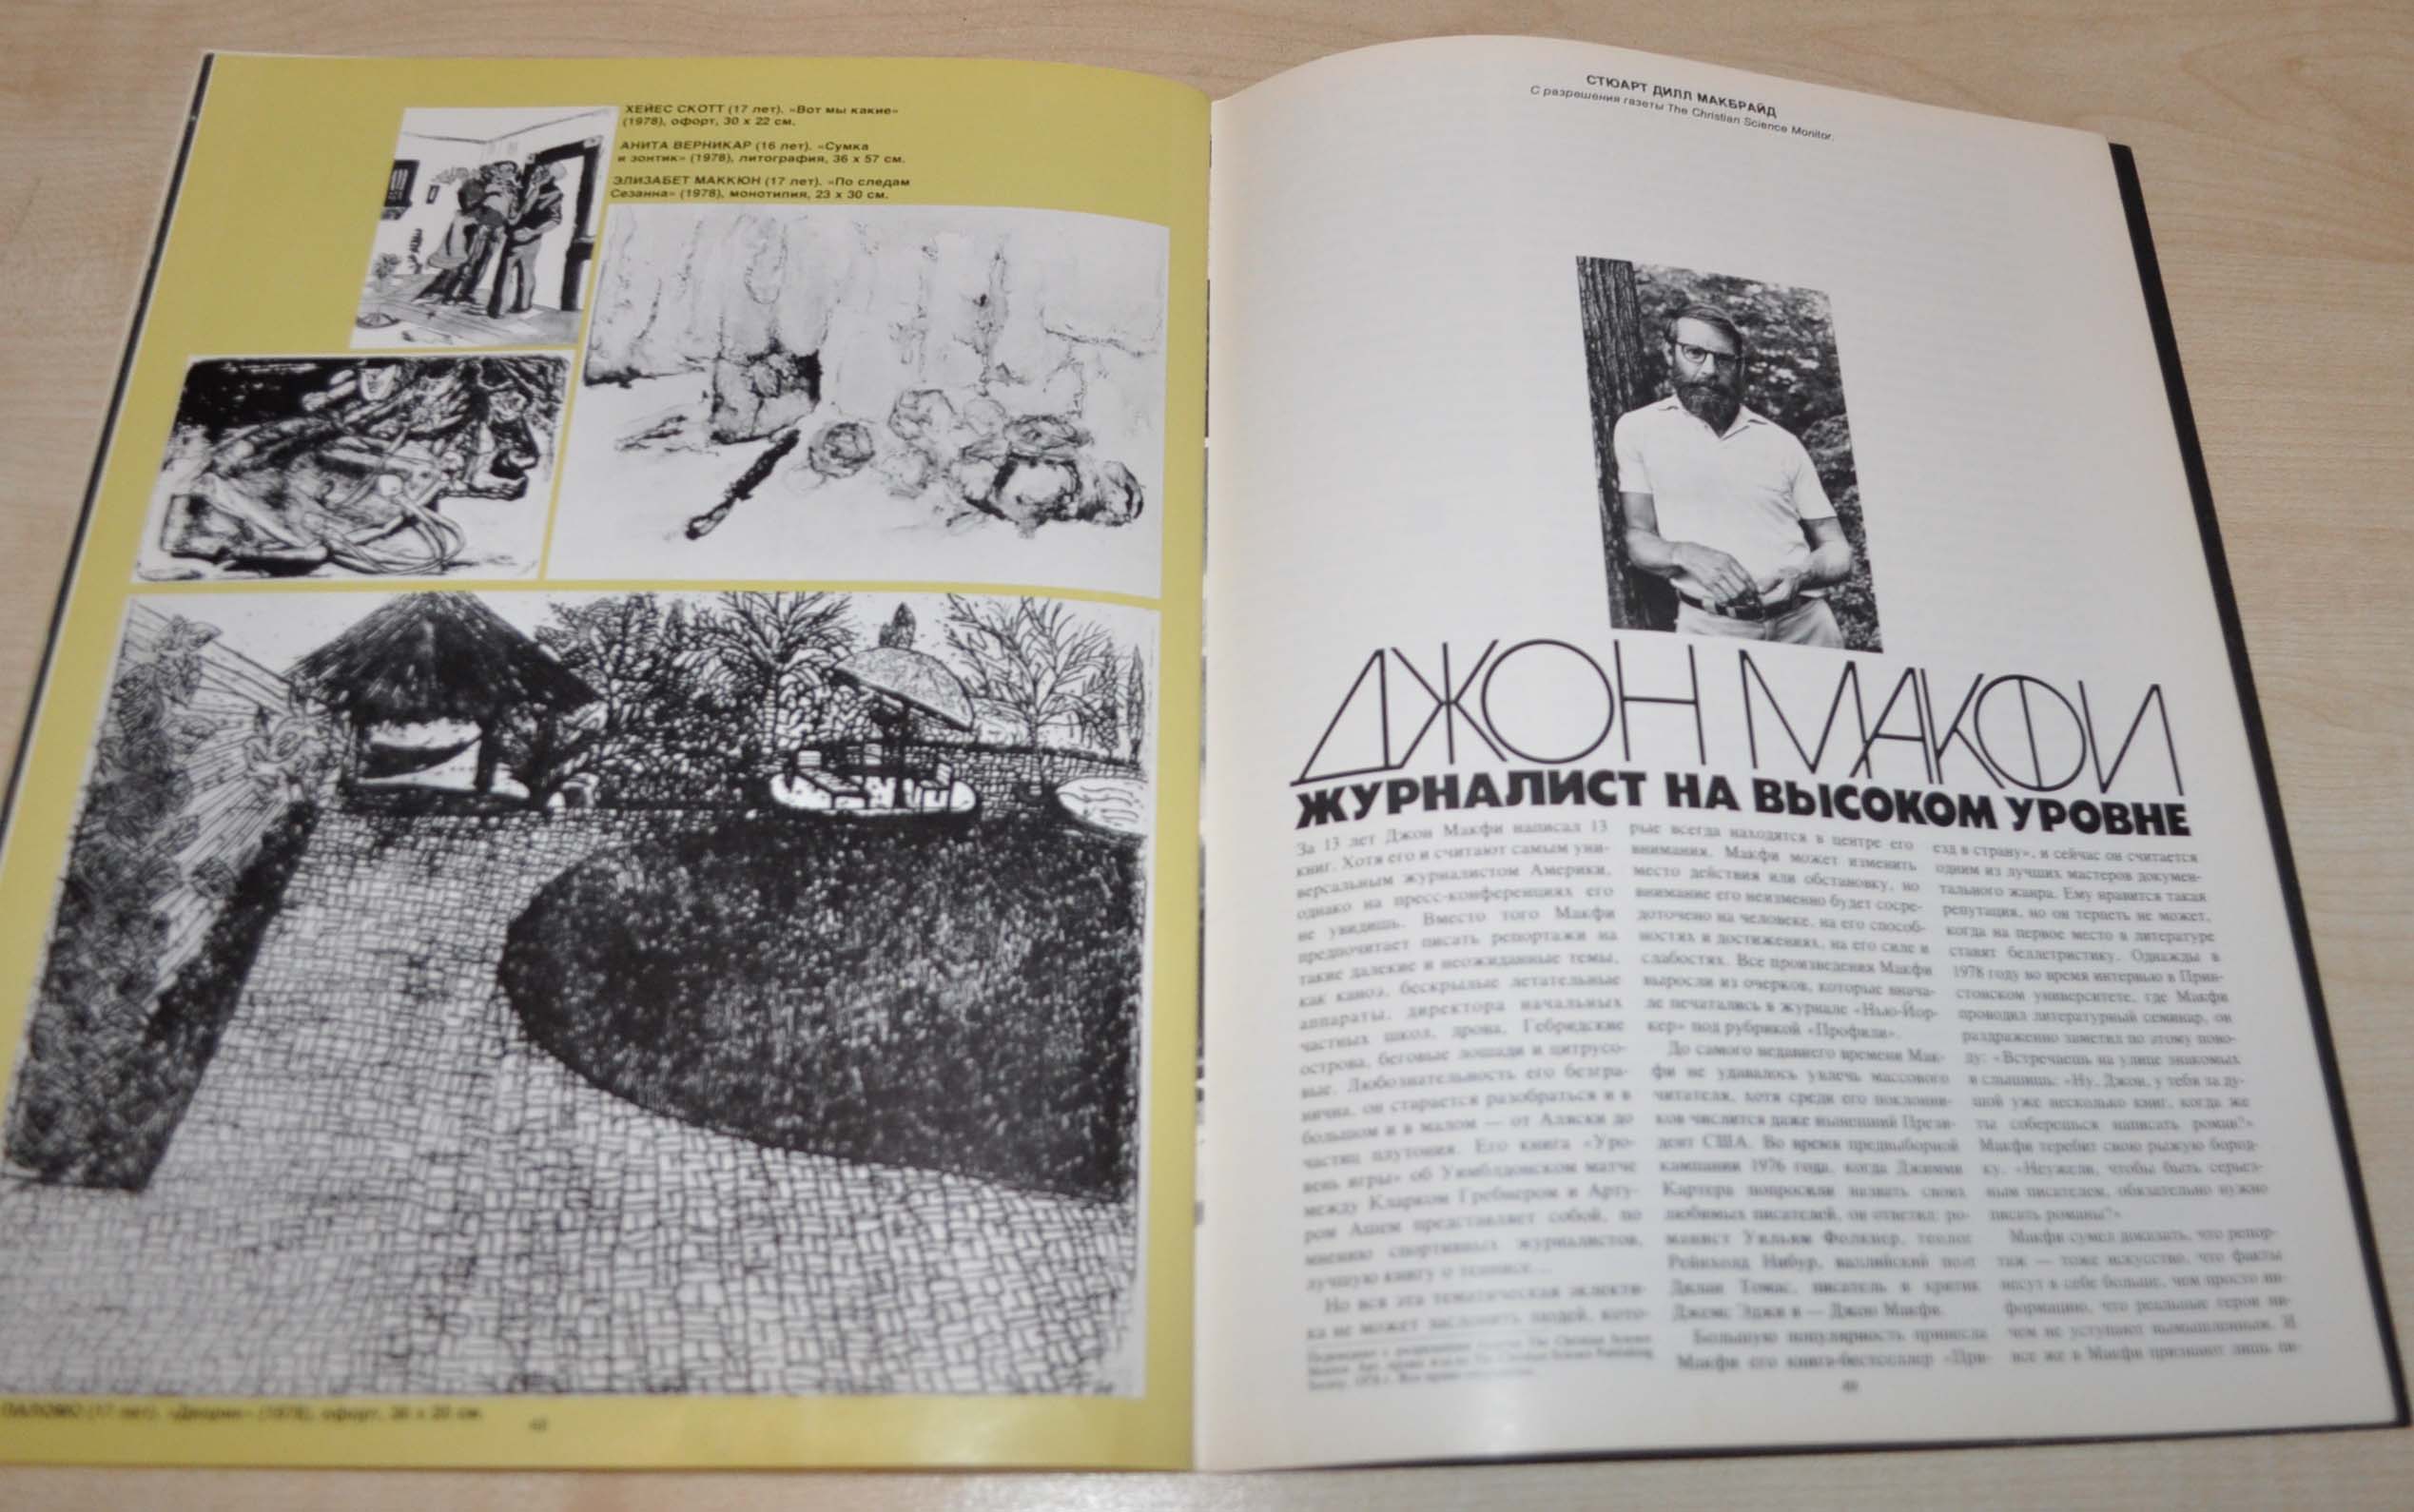 ХЕЙЕС СКОТТ (17 лет). «Вот мы какие»
(1978), офорт, 30 x 22 см.
АНИТА ВЕРНИКАР (16 лет). «Сумка
и зонтик» (1978), литография, 36 x 57 см.
ЭЛИЗАБЕТ МАККЮН (17 лет). «По следам
Сезанна» (1978), монотипия, 23 x 30 см.
(17 лет). «Дворик» (1978), офорт,
48
СТЮАРТ ДИЛЛ МАКБРАЙД
С разрешения газеты The Christian Science Monitor.
ДЖОН МАКФИ
ЖУРНАЛИСТ НА ВЫСОКОМ УРОВНЕ
За 13 лет Джон Макфи написал 13
книг. Хотя его и считают самым уни-
версальным журналистом Америки,
однако на пресс-конференциях его
не увидишь. Вместо того Макфи
предпочитает писать репортажи на
такие далекие и неожиданные темы,
как каноэ, бескрылые летательные
аппараты, директора начальных
частных школ, дрова, Гебридские
острова, беговые лошади и цитрусо-
вые. Любознательность его безгра-
нична, он старается разобраться и в
большом и в малом — от Аляски до
частиц плутония. Его книга «Уро-
вень игры» об Уимблдонском матче
между Кларком Гребнером и Арту-
ром Ашем представляет собой, по
мнению спортивных журналистов,
лучшую книгу о теннисе...
Но вся эта тематическая эклекти-
ка не может заслонить людей, кото-
рые всегда находятся в центре его
внимания. Макфи может изменить
место действия или обстановку, но
внимание его неизменно будет сосре-
доточено на человеке, на его способ-
ностях и достижениях, на его силе и
слабостях. Все произведения Макфи
выросли из очерков, которые внача-
ле печатались в журнале «Нью-Йор-
кер» под рубрикой «Профили».
До самого недавнего времени Мак-
фи не удавалось увлечь массового
читателя, хотя среди его поклонни-
ков числится даже нынешний Прези-
дент США. Во время предвыборной
кампании 1976 года, когда Джимми
Картера попросили назвать своих
любимых писателей, он ответил: ро-
манист Уильям Фолкнер, теолог
Рейнхолд Нибур, валлийский поэт
Дилан Томас, писатель и критик
Джеймс Эджи и — Джон Макфи.
Большую популярность принесла
Макфи его книга-бестселлер «При-
езд в страну», и сейчас он считается
одним из лучших мастеров докумен-
тального жанра. Ему нравится такая
репутация, но он терпеть не может,
когда на первое место в литературе
ставят беллетристику. Однажды в
1978 году во время интервью в Прин-
стонском университете, где Макфи
проводил литературный семинар, он
раздраженно заметил по этому пово-
ду: «Встречаешь на улице знакомых
и слышишь: «Ну, Джон, у тебя за ду-
шой уже несколько книг, когда же
ты соберешься написать роман?»
Макфи теребит свою рыжую бород-
ку. «Неужели, чтобы быть серьез-
ным писателем, обязательно нужно
писать романы?»
Макфи сумел доказать, что репор-
таж — тоже искусство, что факты
несут в себе больше, чем просто ин-
формацию, что реальные герои ни-
чем не уступают вымышленным. И
все же в Макфи признают лишь
49